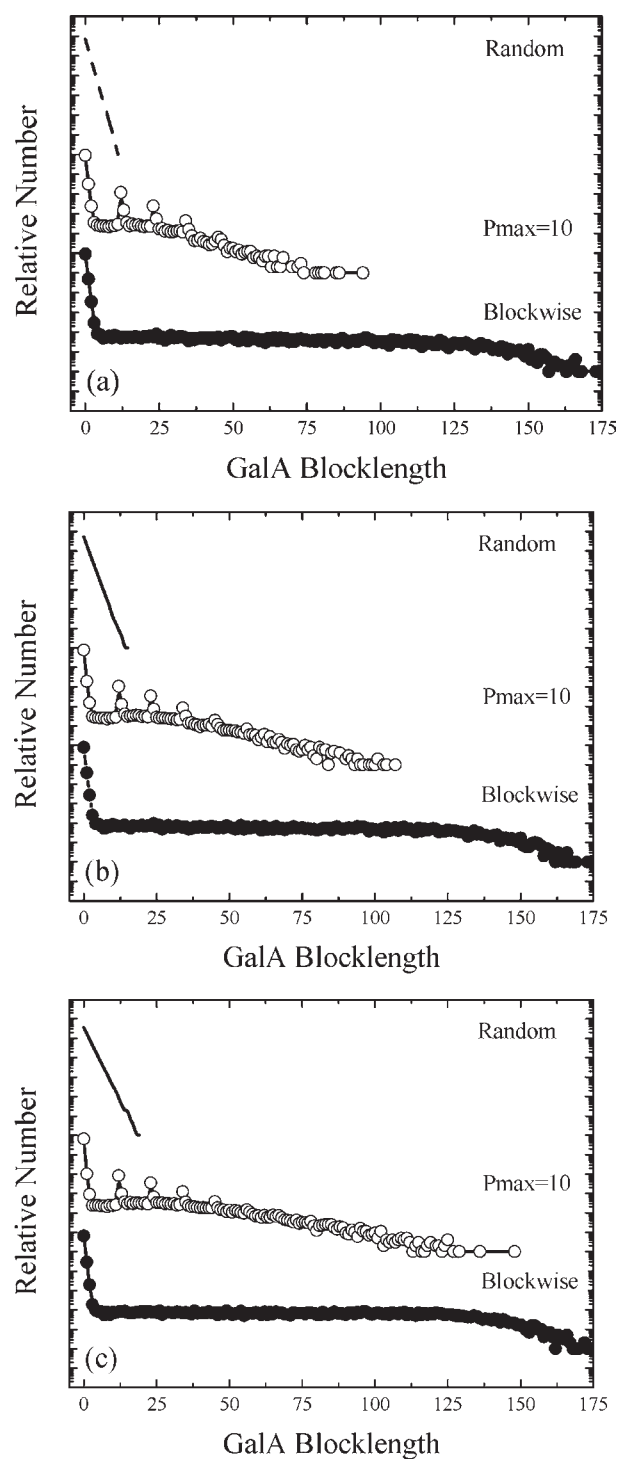 Random
Pmax=10
Blockwise
Relative Number
(a)
0 25 50 75 100 125 150 175
GalA Blocklength
Random
Pmax=10
Blockwise
Relative Number
(b)
0 25 50 75 100 125 150 175
GalA Blocklength
Random
Pmax=10
Blockwise
Relative Number
(c)
0 25 50 75 100 125 150 175
GalA Blocklength